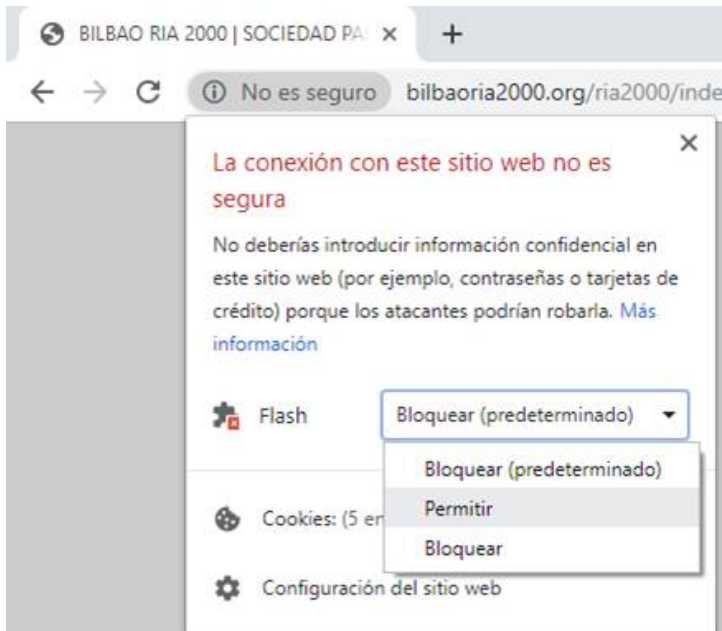 BILBAO RIA 2000 | SOCIEDAD PA
No es seguro bilbaoria2000.org/ria2000/inde
La conexión con este sitio web no es
segura
No deberías introducir información confidencial en
este sitio web (por ejemplo, contraseñas o tarjetas de
crédito) porque los atacantes podrían robarla. Más
información
Flash Bloquear (predeterminado)
Bloquear (predeterminado)
Permitir
Bloquear
Cookies: (5 en
Configuración del sitio web